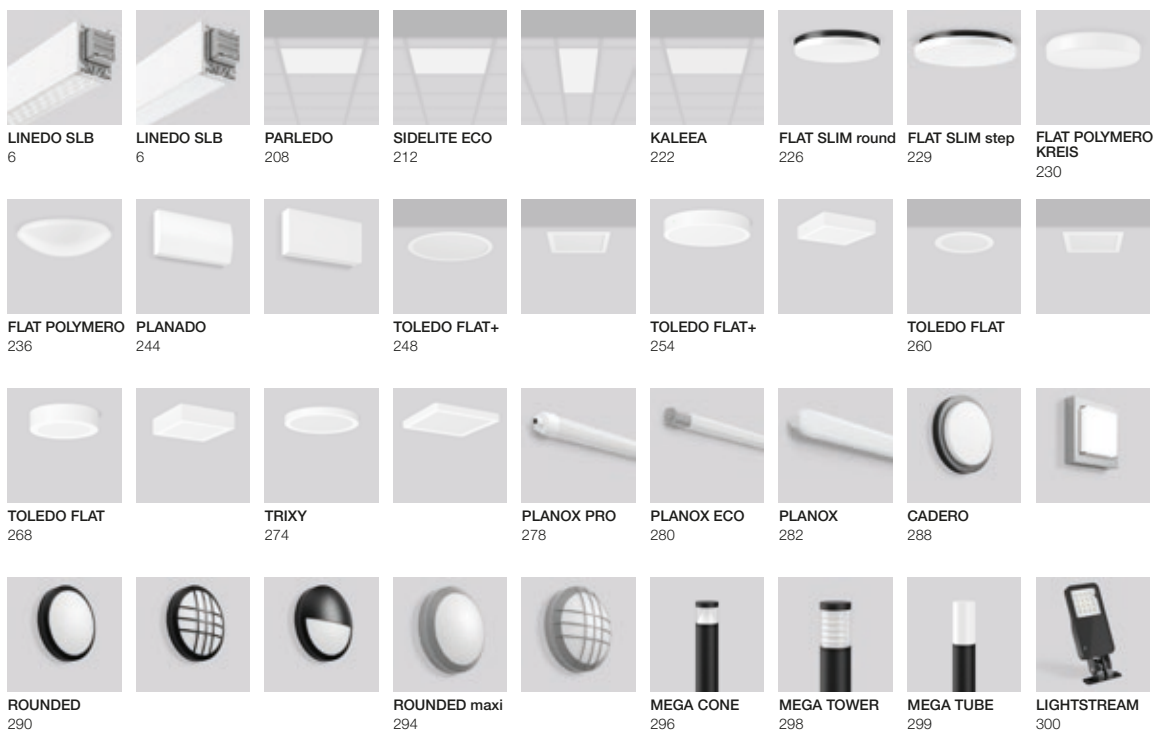 LINEDO SLB
6
LINEDO SLB
6
PARLEDO
208
SIDELITE ECO
212
KALEEA
222
FLAT SLIM round
226
FLAT SLIM step
229
FLAT POLYMERO
KREIS
230
FLAT POLYMERO
236
PLANADO
244
TOLEDO FLAT+
248
TOLEDO FLAT+
254
TOLEDO FLAT
260
TOLEDO FLAT
268
TRIXY
274
PLANOX PRO
278
PLANOX ECO
280
PLANOX
282
CADERO
288
ROUNDED
290
ROUNDED maxi
294
MEGA CONE
296
MEGA TOWER
298
MEGA TUBE
299
LIGHTSTREAM
300